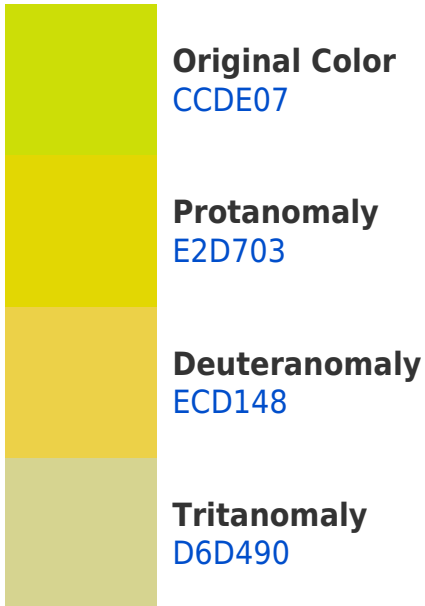 Original Color
CCDE07
Protanomaly
E2D703
Deuteranomaly
ECD148
Tritanomaly
D6D490